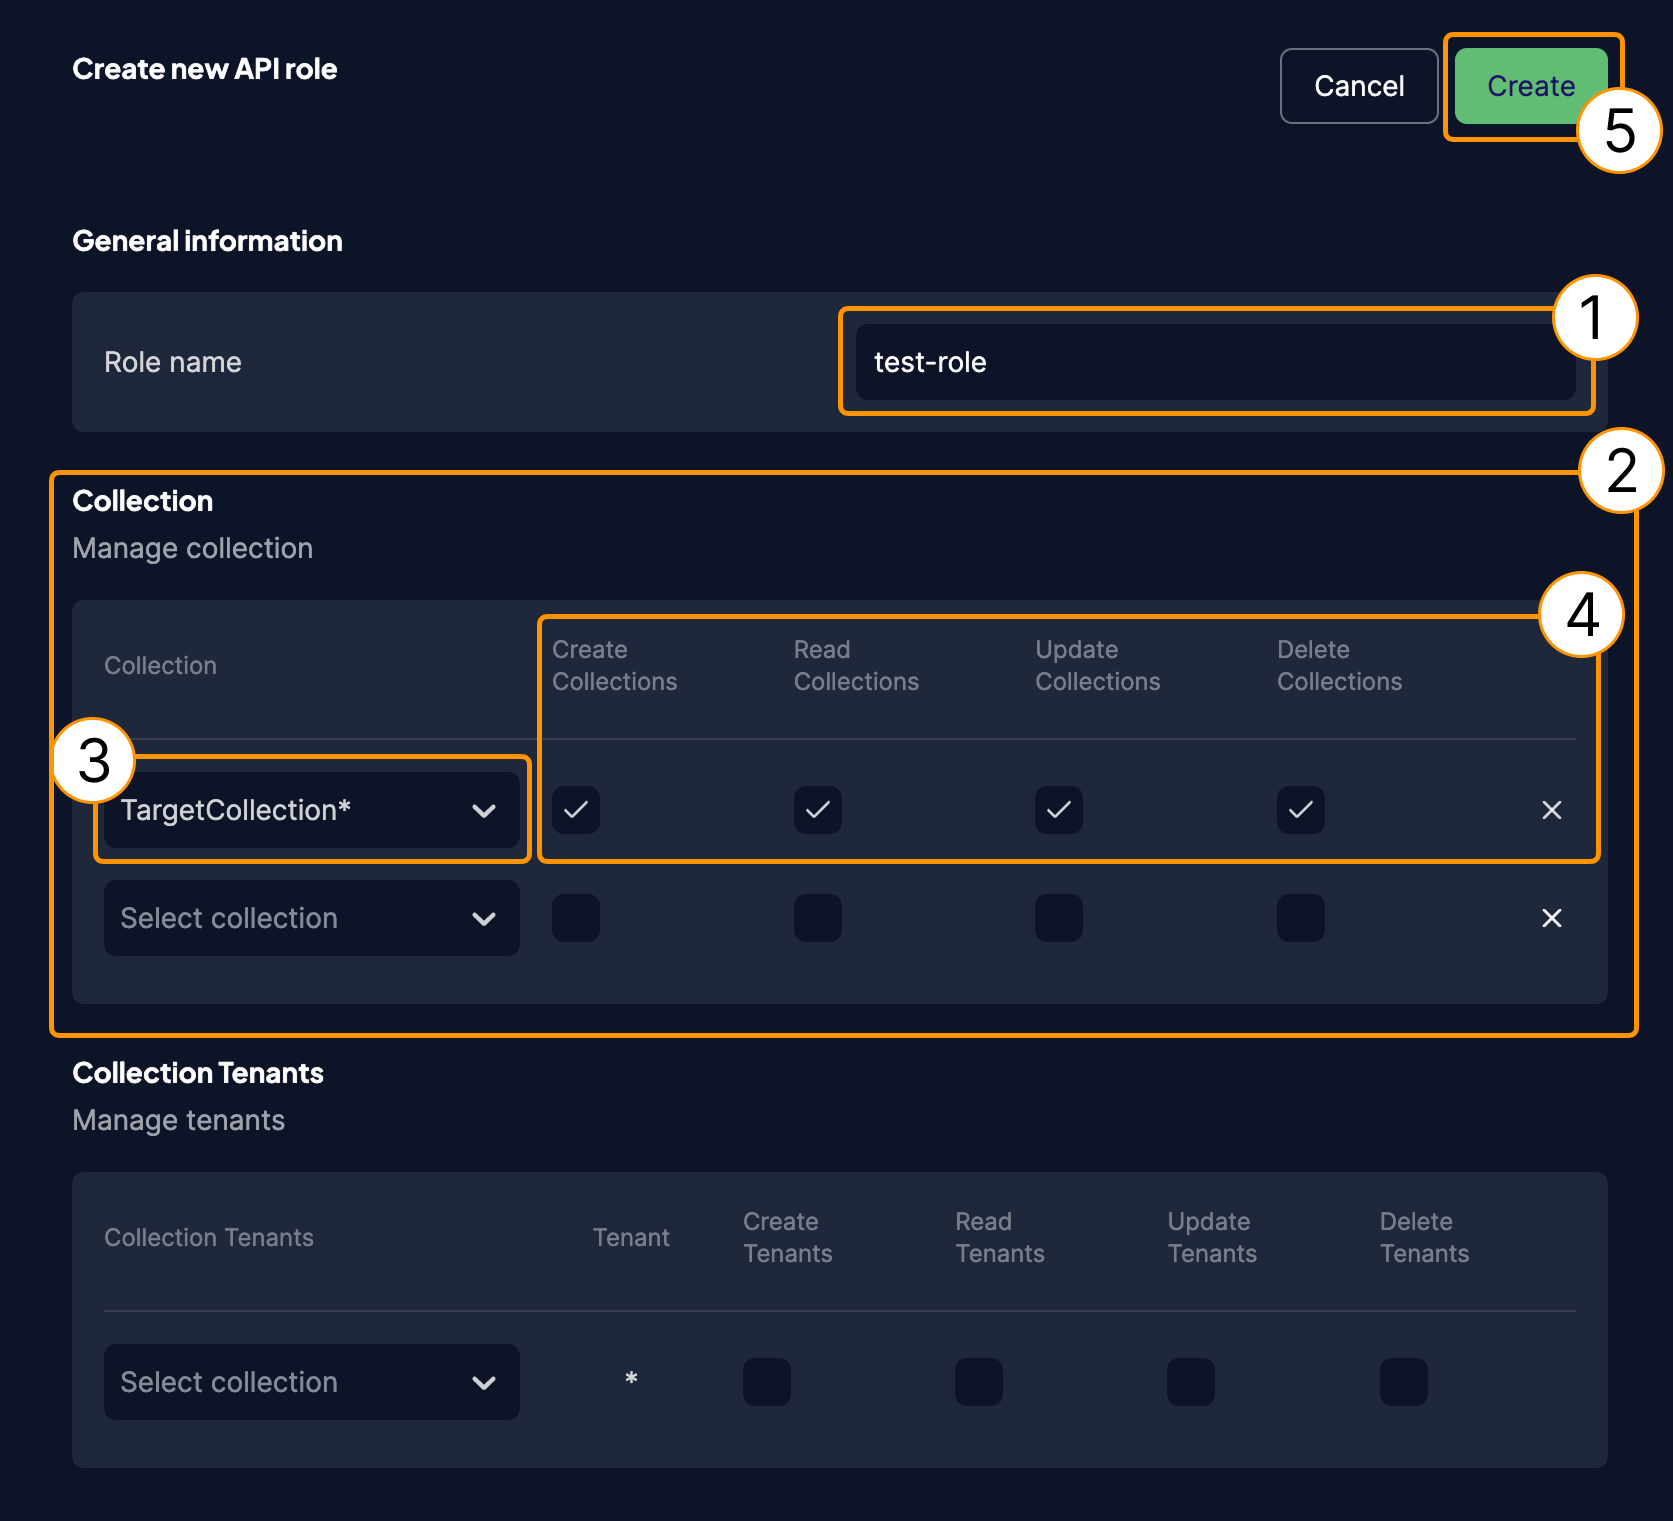 Create new API role
Cancel
Create
5
General information
1
Role name
test-role
2
Collection
Manage collection
4
Collection
Create Collections
Read Collections
Update Collections
Delete Collections
3
TargetCollection*
Select collection
Collection Tenants
Manage tenants
Collection Tenants
Tenant
Create Tenants
Read Tenants
Update Tenants
Delete Tenants
Select collection
*